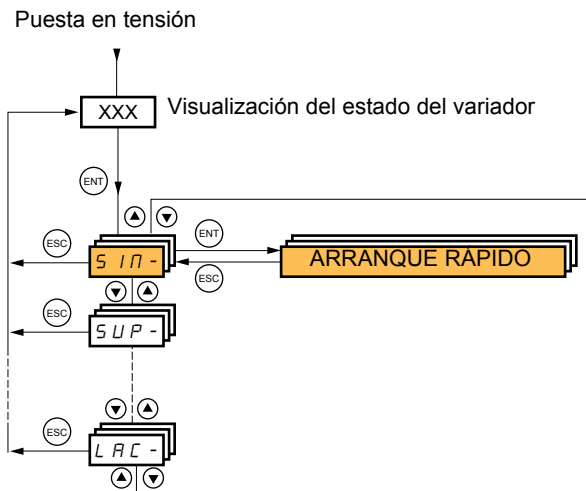 Puesta en tensión
XXX
Visualización del estado del variador
ENT
ESC
SIM-
ENT
ESC
ARRANQUE RÁPIDO
ESC
SUP-
ESC
LAC-